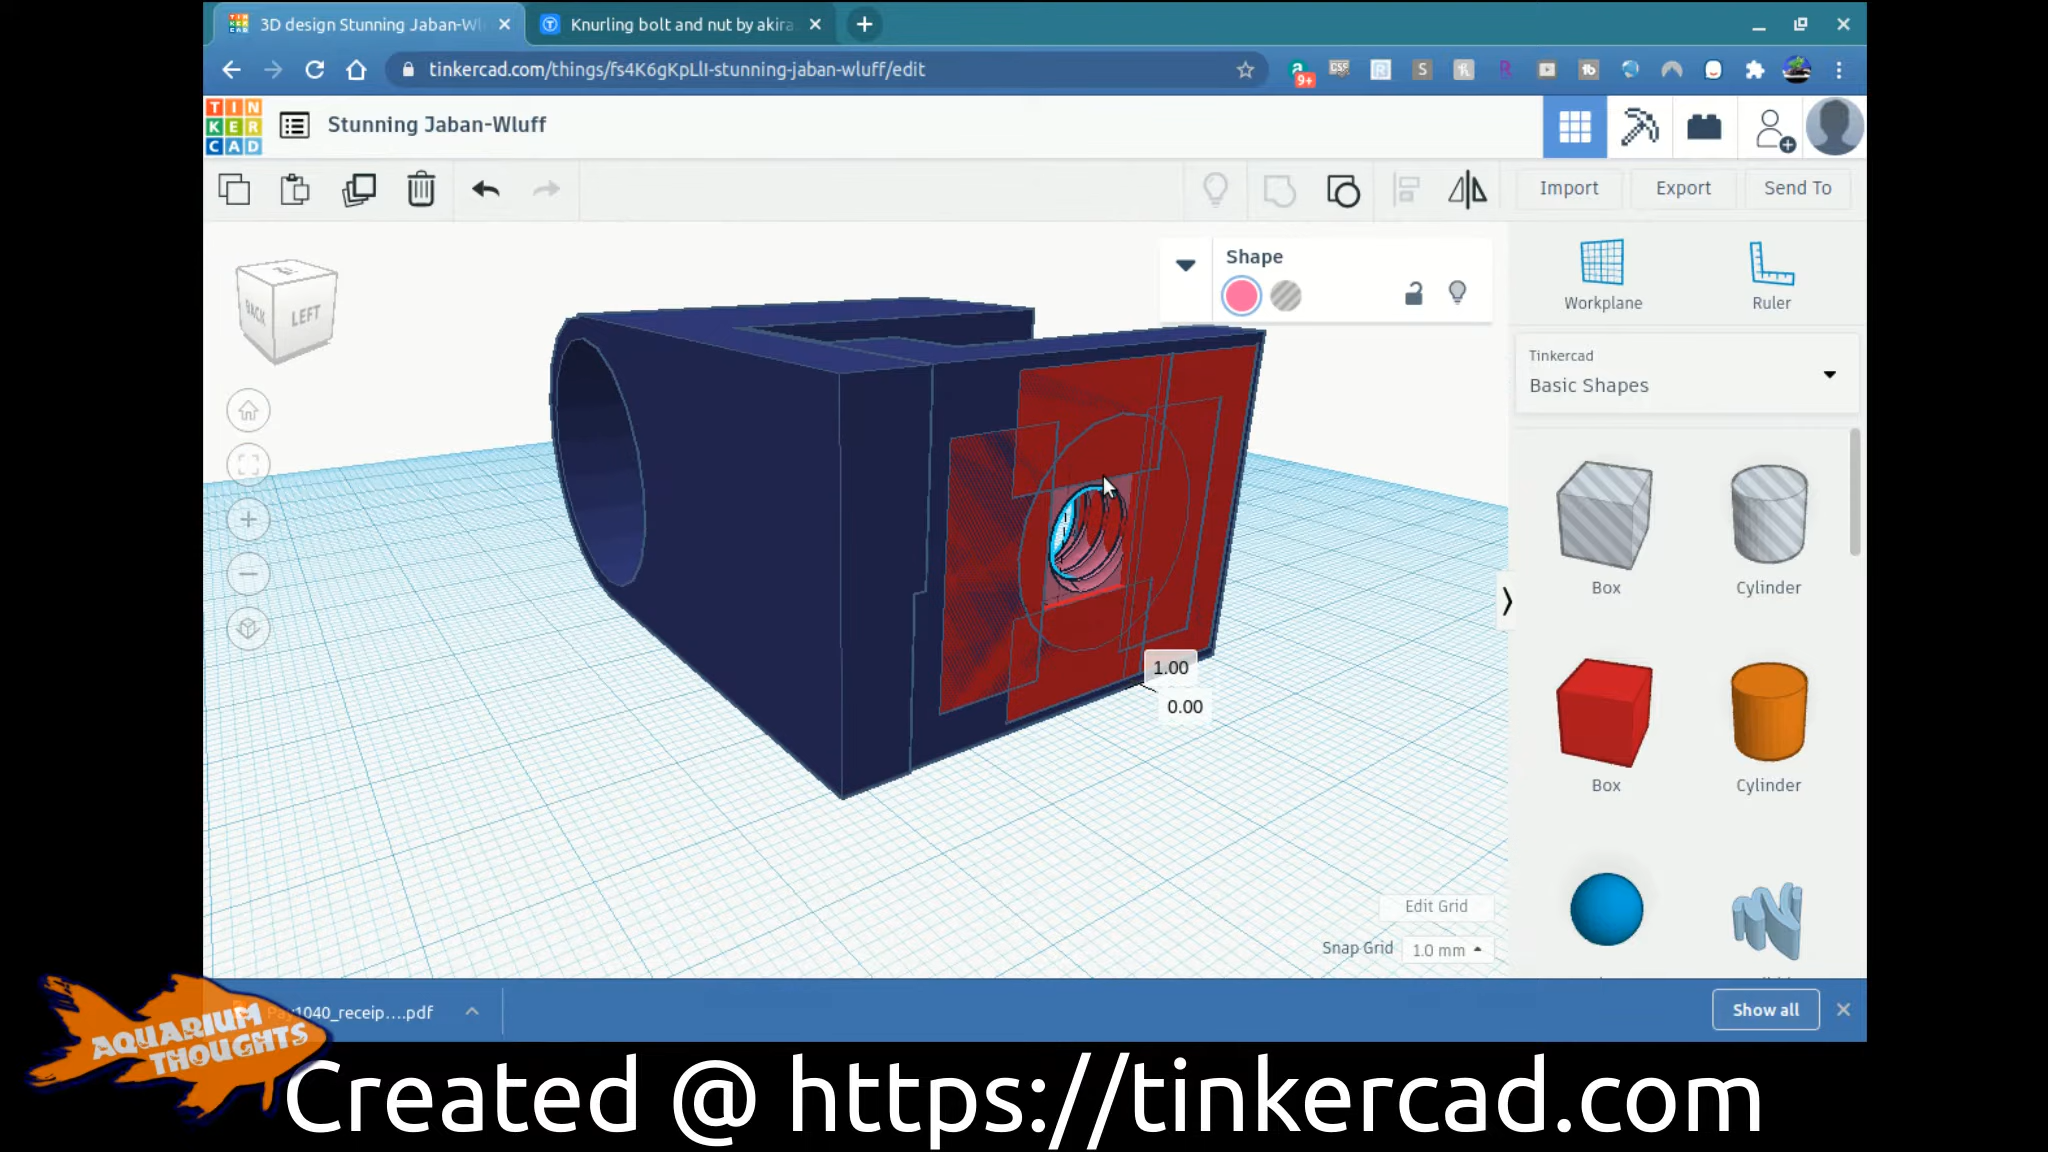 3D design Stunning Jaban-Wl
Knurling bolt and nut by akira
tinkercad.com/things/fs4K6gKpLlI-stunning-jaban-wluff/edit
9+
TIN
KER
CAD
Stunning Jaban-Wluff
Import
Export
Send To
Shape
Workplane
Ruler
BACK
LEFT
Tinkercad
Basic Shapes
Box
Cylinder
1.00
0.00
Box
Cylinder
Edit Grid
Snap Grid
1.0 mm
1040_receip....pdf
Show all
AQUARIUM
THOUGHTS
Created @ https://tinkercad.com